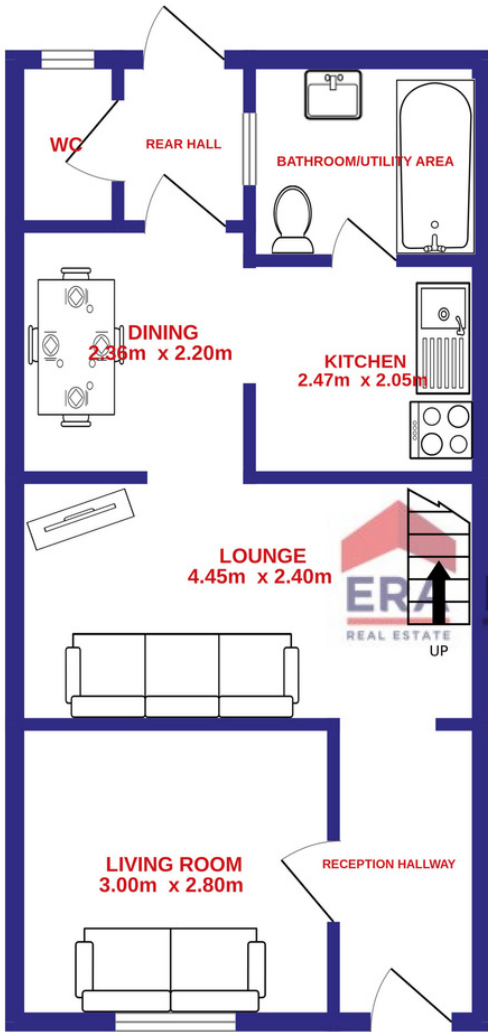 WC
REAR HALL
BATHROOM/UTILITY AREA
DINING
2.36m x 2.20m
KITCHEN
2.47m x 2.05m
LOUNGE
4.45m x 2.40m
ERA
REAL ESTATE
UP
LIVING ROOM
3.00m x 2.80m
RECEPTION HALLWAY